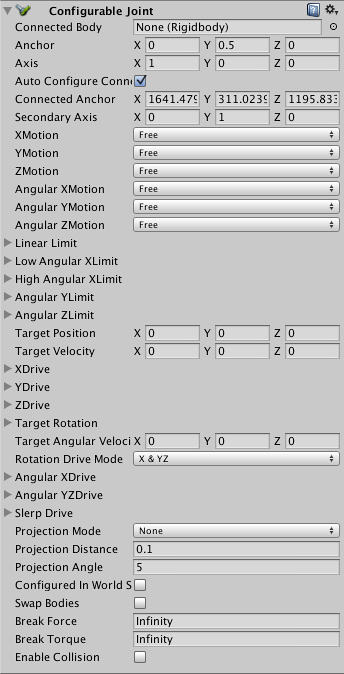 Configurable Joint
Connected Body None (Rigidbody)
Anchor X 0 Y 0.5 Z 0
Axis X 1 Y 0 Z 0
Auto Configure Conn
Connected Anchor X 1641.479 Y 311.0239 Z 1195.833
Secondary Axis X 0 Y 1 Z 0
XMotion Free
YMotion Free
ZMotion Free
Angular XMotion Free
Angular YMotion Free
Angular ZMotion Free
Linear Limit
Low Angular XLimit
High Angular XLimit
Angular YLimit
Angular ZLimit
Target Position X 0 Y 0 Z 0
Target Velocity X 0 Y 0 Z 0
XDrive
YDrive
ZDrive
Target Rotation
Target Angular Veloci X 0 Y 0 Z 0
Rotation Drive Mode X & YZ
Angular XDrive
Angular YZDrive
Slerp Drive
Projection Mode None
Projection Distance 0.1
Projection Angle 5
Configured In World S
Swap Bodies
Break Force Infinity
Break Torque Infinity
Enable Collision